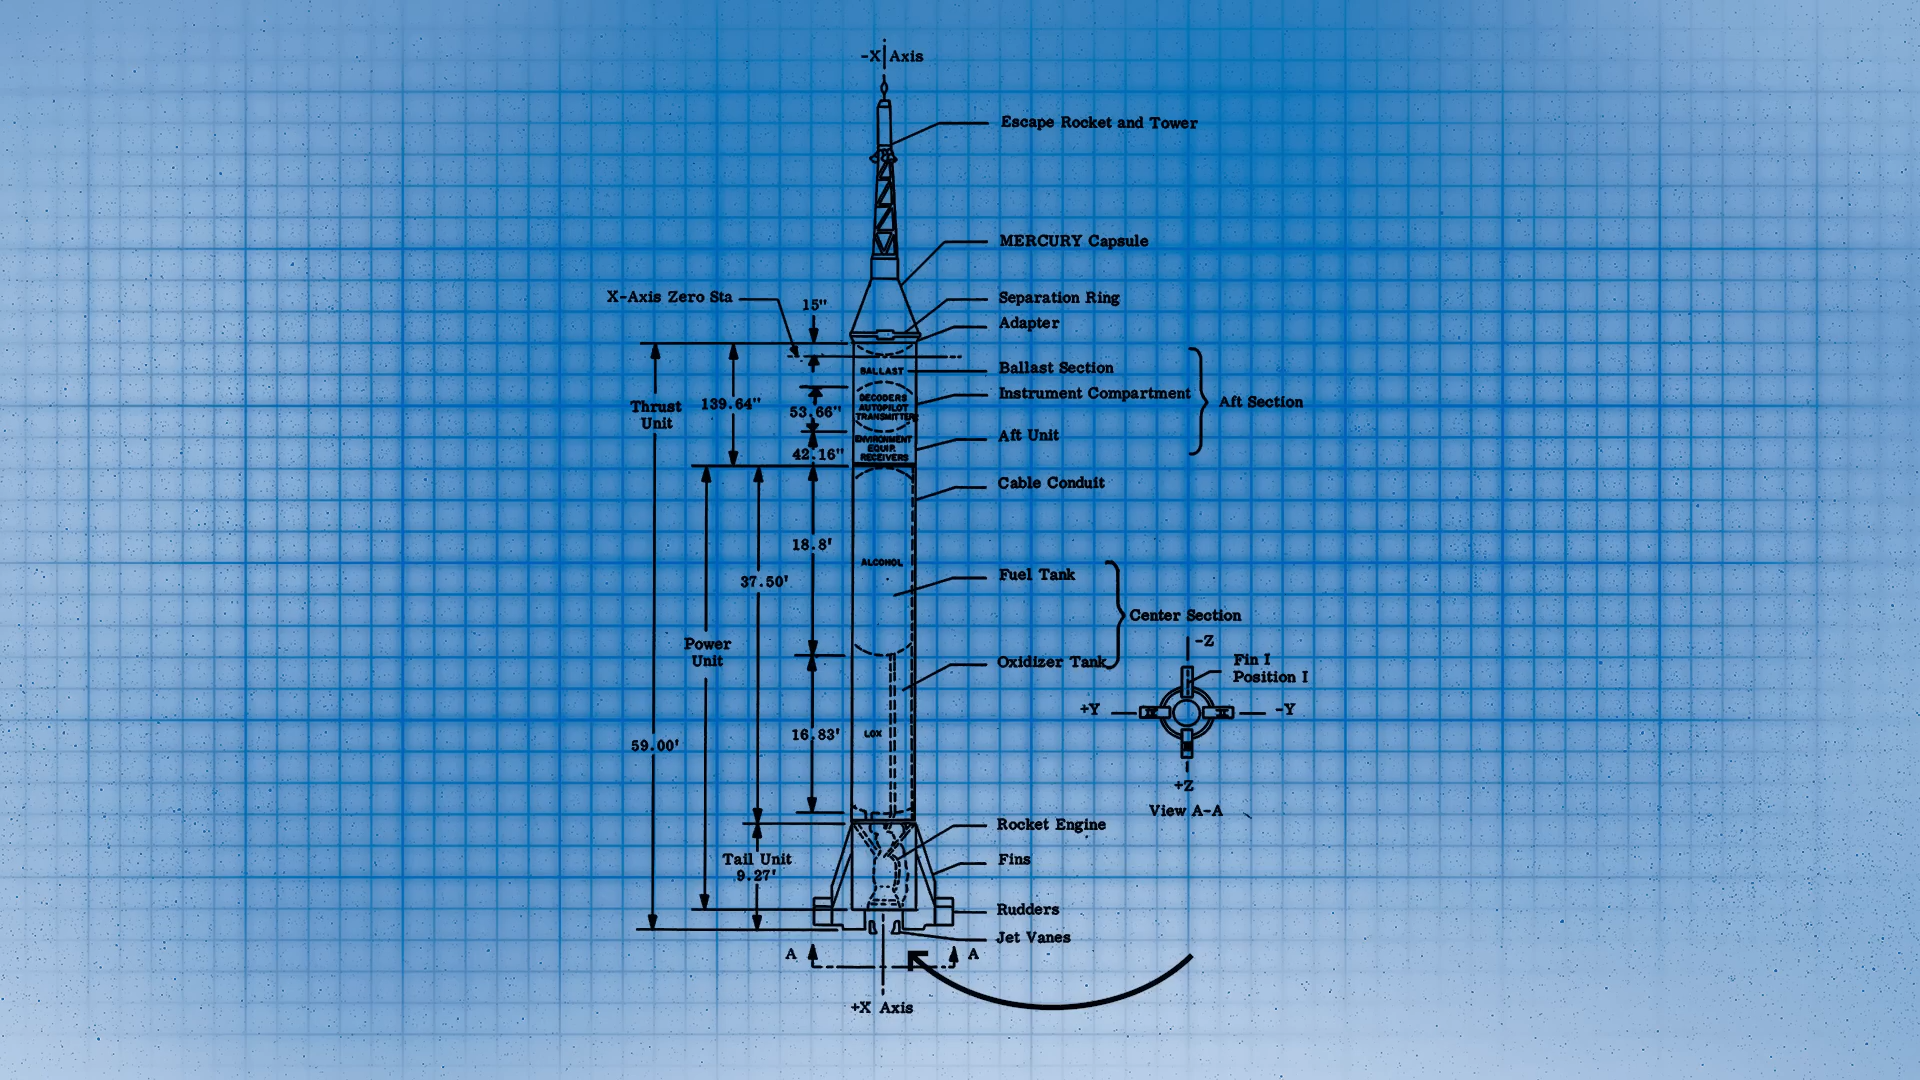 -X Axis
Escape Rocket and Tower
MERCURY Capsule
X-Axis Zero Sta
15"
Separation Ring
Adapter
BALLAST
Ballast Section
Thrust
Unit
139.64"
53.66"
DECODERS
AUTOPILOT
TRANSMITTERS
Instrument Compartment
Aft Section
42.16"
ENVIRONMENT
EQUIP.
RECEIVERS
Aft Unit
Cable Conduit
18.8'
ALCOHOL
37.50'
Fuel Tank
Center Section
Power
Unit
Oxidizer Tank
-Z
Fin I
Position I
+Y
-Y
59.00'
16.83'
LOX
+Z
View A-A
Rocket Engine
Tail Unit
9.27'
Fins
Rudders
Jet Vanes
A
A
+X Axis